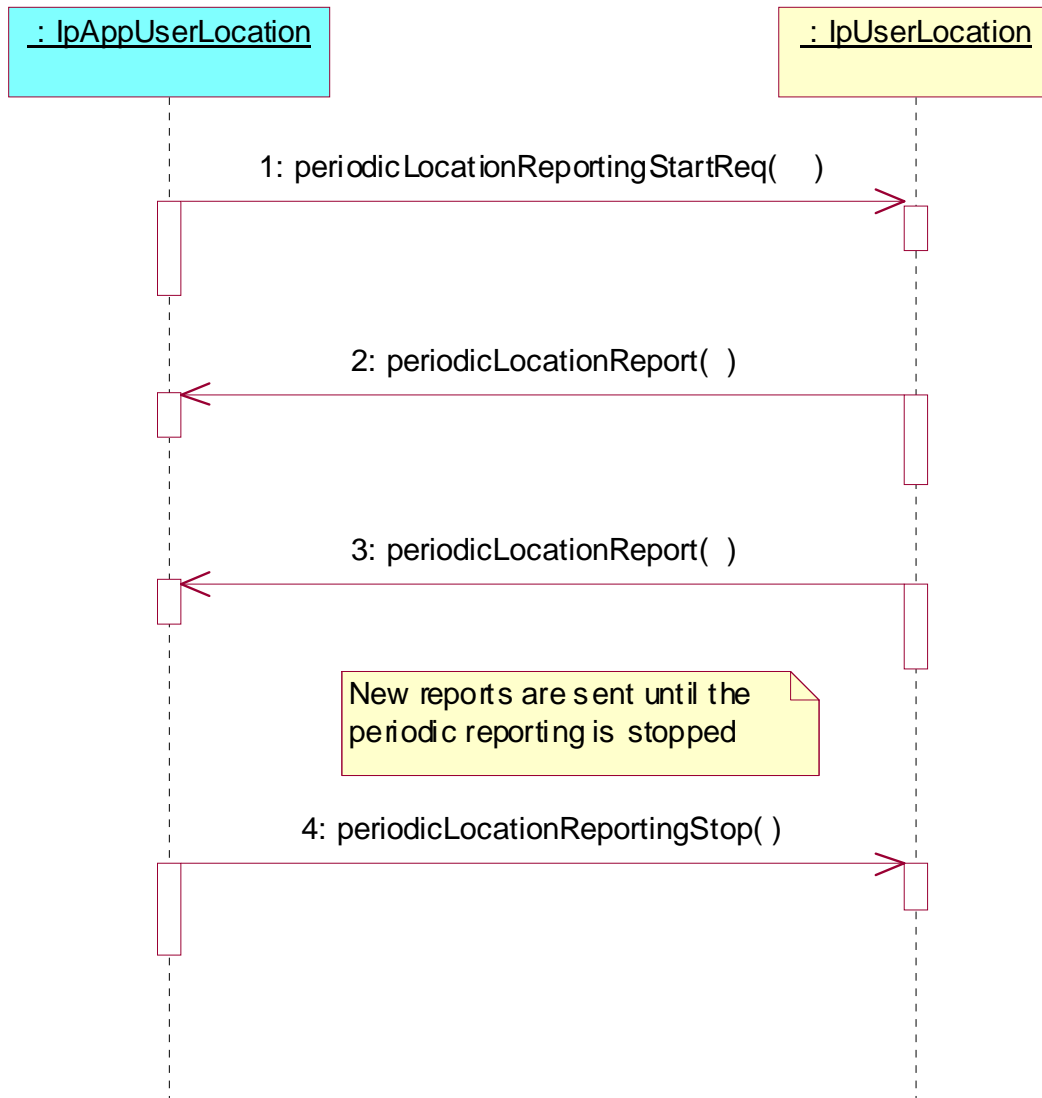 : IpAppUserLocation
: IpUserLocation
1: periodicLocationReportingStartReq( )
2: periodicLocationReport( )
3: periodicLocationReport( )
New reports are sent until the
periodic reporting is stopped
4: periodicLocationReportingStop( )